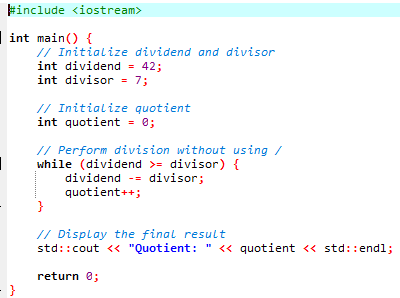 #include <iostream>

int main() {
    // Initialize dividend and divisor
    int dividend = 42;
    int divisor = 7;

    // Initialize quotient
    int quotient = 0;

    // Perform division without using /
    while (dividend >= divisor) {
        dividend -= divisor;
        quotient++;
    }

    // Display the final result
    std::cout << "Quotient: " << quotient << std::endl;

    return 0;
}